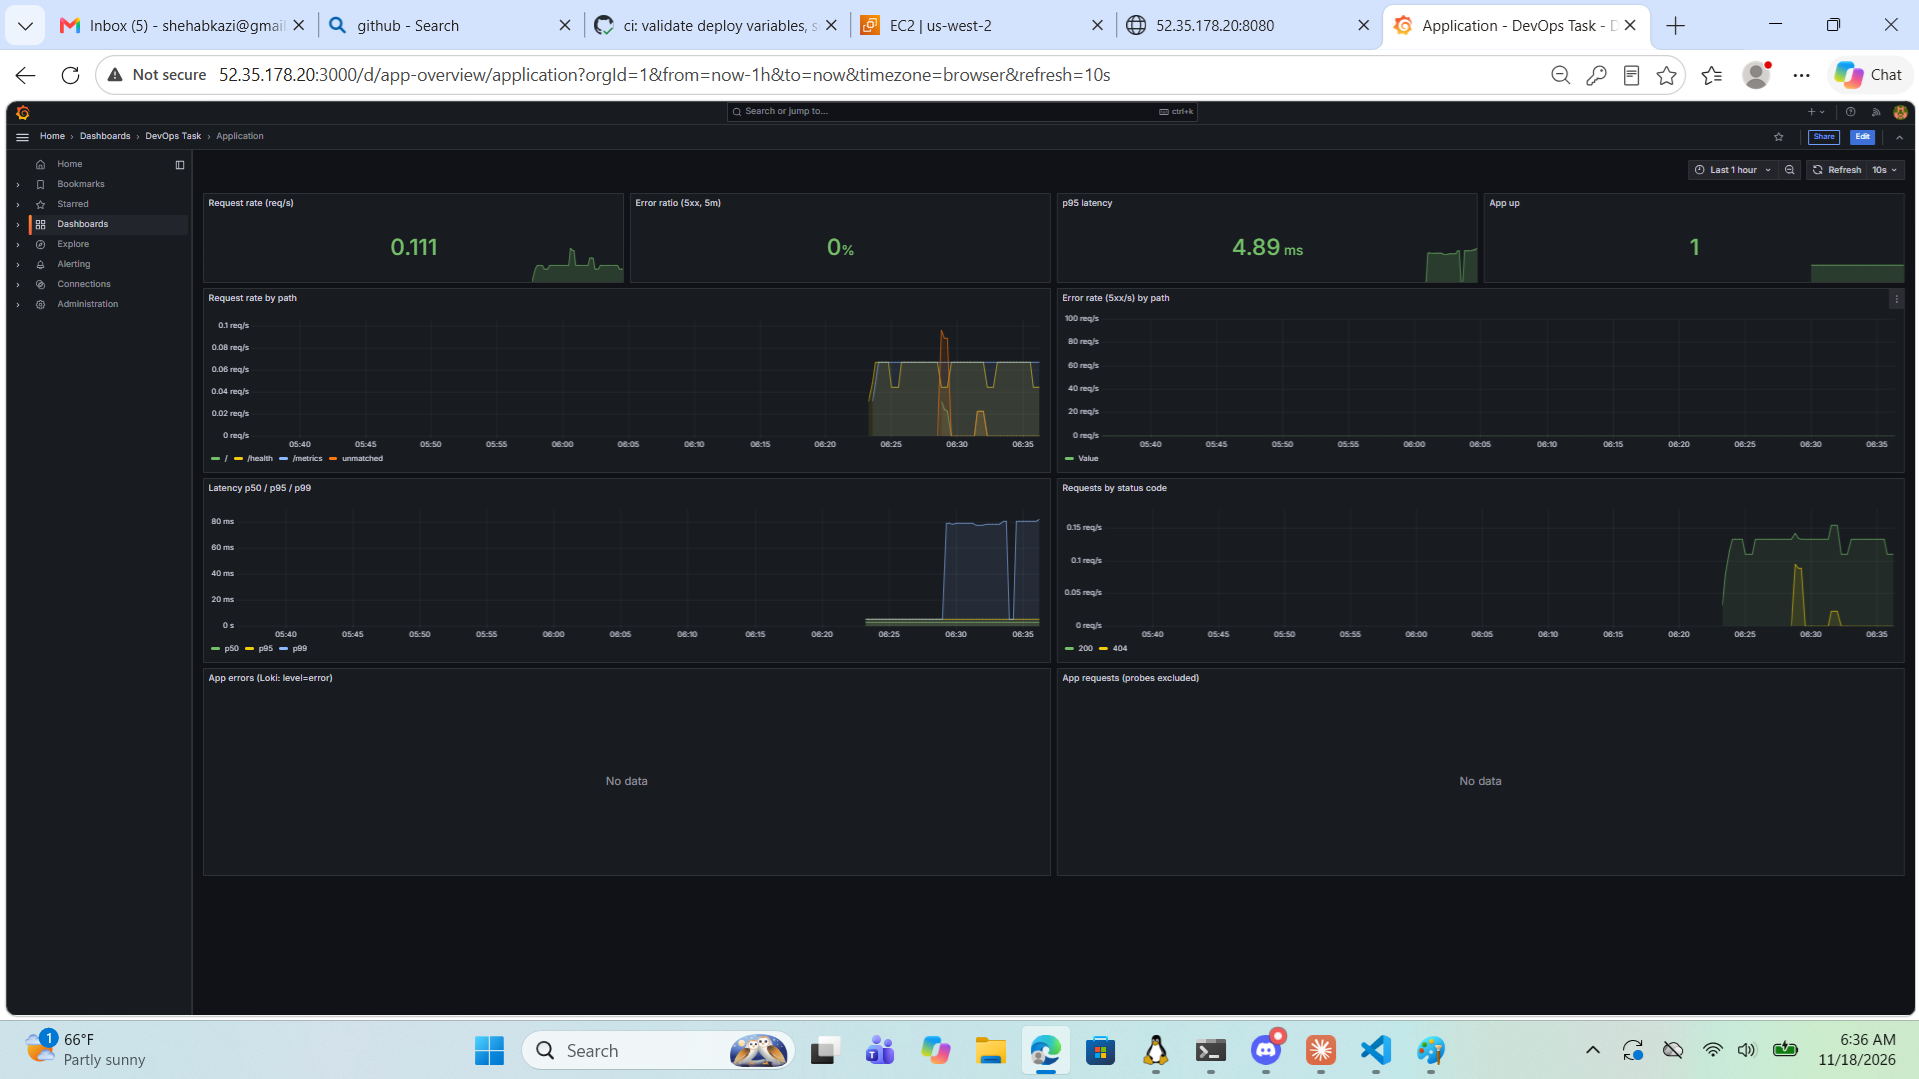 Inbox (5) - shehabkazi@gmail
github - Search
ci: validate deploy variables, s
EC2 | us-west-2
52.35.178.20:8080
Application - DevOps Task - D
Not secure
52.35.178.20:3000/d/app-overview/application?orgId=1&from=now-1h&to=now&timezone=browser&refresh=10s
Chat
Search or jump to...
ctrl+k
Home › Dashboards › DevOps Task › Application
Share
Edit
Home
Bookmarks
Starred
Dashboards
Explore
Alerting
Connections
Administration
Last 1 hour
Refresh
10s
Request rate (req/s)
0.111
Error ratio (5xx, 5m)
0%
p95 latency
4.89 ms
App up
1
Request rate by path
0.1 req/s
0.08 req/s
0.06 req/s
0.04 req/s
0.02 req/s
0 req/s
05:40 05:45 05:50 05:55 06:00 06:05 06:10 06:15 06:20 06:25 06:30 06:35
/ /health /metrics unmatched
Error rate (5xx/s) by path
100 req/s
80 req/s
60 req/s
40 req/s
20 req/s
0 req/s
05:40 05:45 05:50 05:55 06:00 06:05 06:10 06:15 06:20 06:25 06:30 06:35
Value
Latency p50 / p95 / p99
80 ms
60 ms
40 ms
20 ms
0 s
05:40 05:45 05:50 05:55 06:00 06:05 06:10 06:15 06:20 06:25 06:30 06:35
p50 p95 p99
Requests by status code
0.15 req/s
0.1 req/s
0.05 req/s
0 req/s
05:40 05:45 05:50 05:55 06:00 06:05 06:10 06:15 06:20 06:25 06:30 06:35
200 404
App errors (Loki: level=error)
No data
App requests (probes excluded)
No data
1
66°F
Partly sunny
Search
6:36 AM
11/18/2026